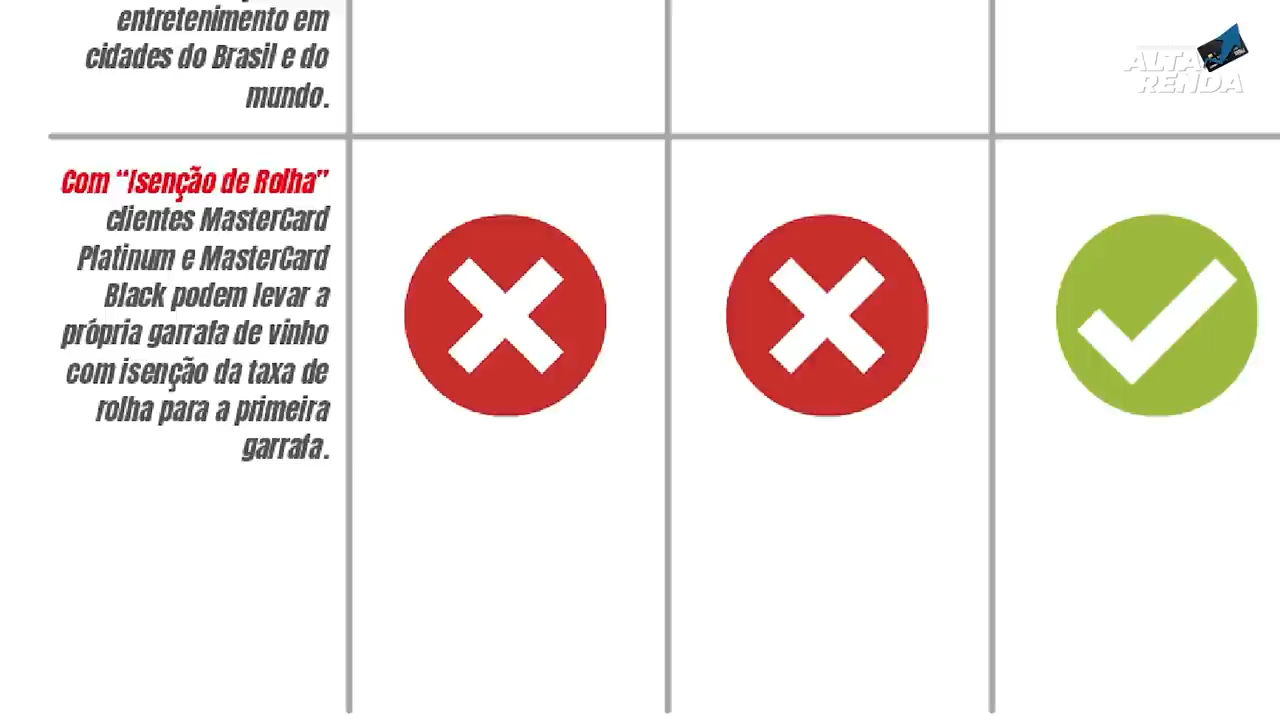 entretenimento em
cidades do Brasil e do
mundo.
Com “Isenção de Rolha”
clientes MasterCard
Platinum e MasterCard
Black podem levar a
própria garrafa de vinho
com isenção da taxa de
rolha para a primeira
garrafa.
ALTA
RENDA